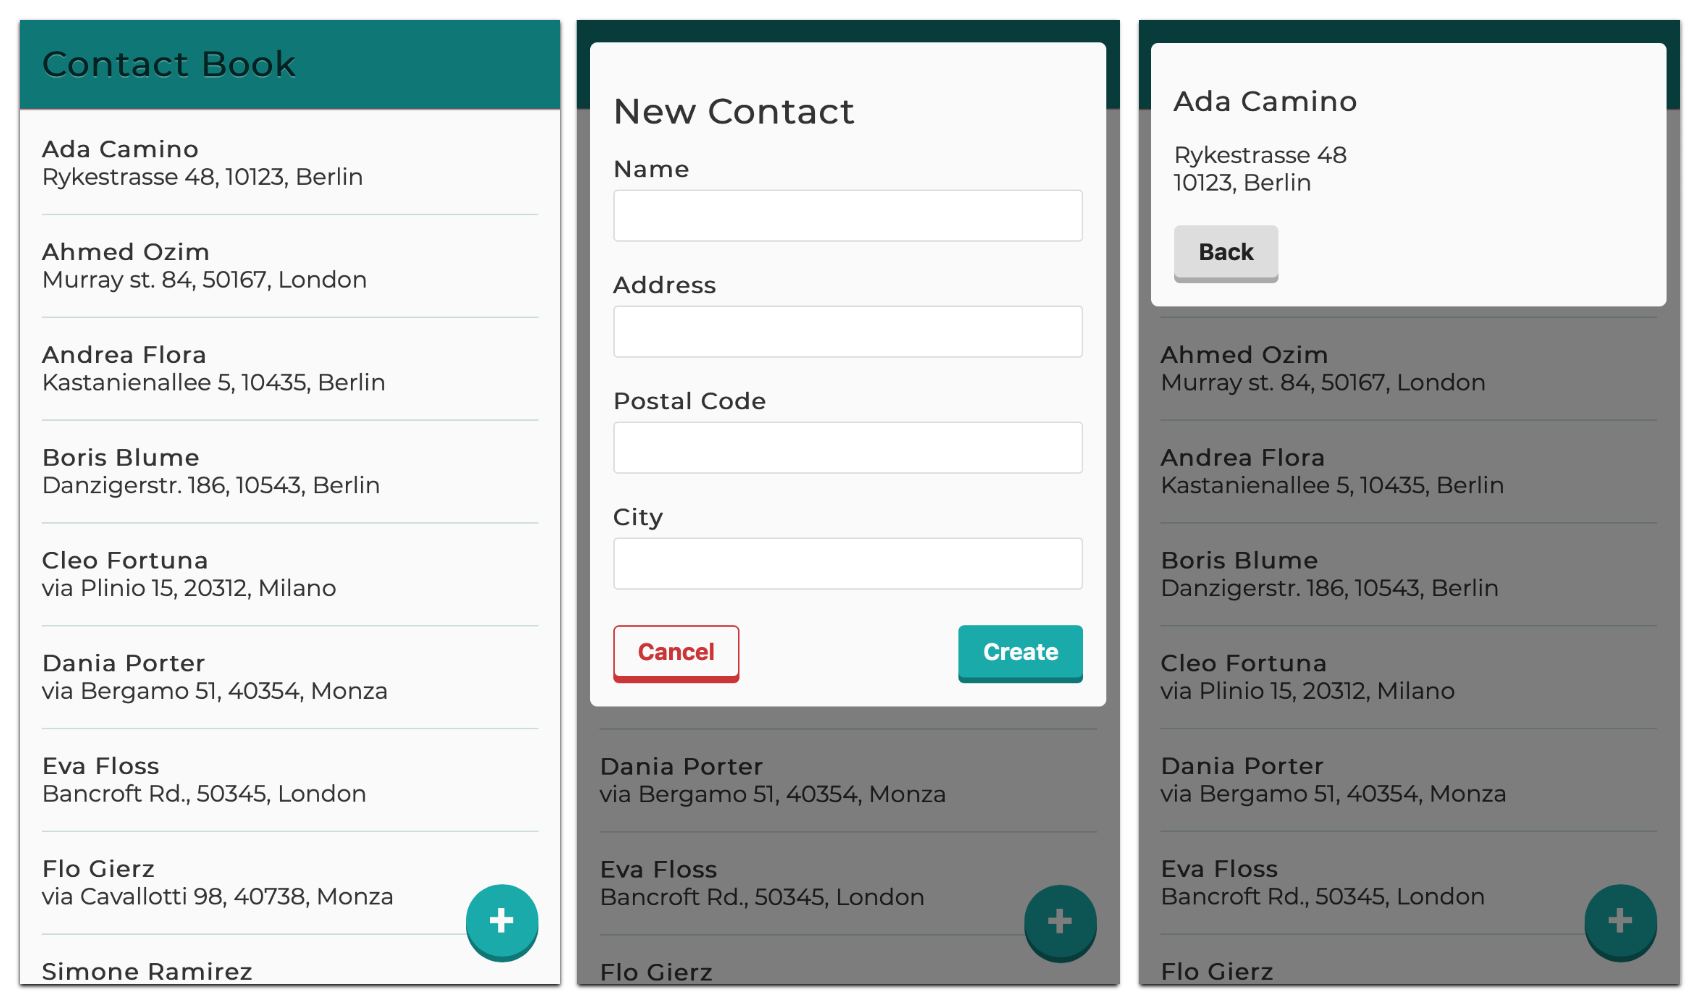 Contact Book
Ada Camino
Rykestrasse 48, 10123, Berlin
Ahmed Ozim
Murray st. 84, 50167, London
Andrea Flora
Kastanienallee 5, 10435, Berlin
Boris Blume
Danzigerstr. 186, 10543, Berlin
Cleo Fortuna
via Plinio 15, 20312, Milano
Dania Porter
via Bergamo 51, 40354, Monza
Eva Floss
Bancroft Rd., 50345, London
Flo Gierz
via Cavallotti 98, 40738, Monza
+
Simone Ramirez
New Contact
Name
Address
Postal Code
City
Cancel
Create
Dania Porter
via Bergamo 51, 40354, Monza
Eva Floss
Bancroft Rd., 50345, London
+
Flo Gierz
Ada Camino
Rykestrasse 48
10123, Berlin
Back
Ahmed Ozim
Murray st. 84, 50167, London
Andrea Flora
Kastanienallee 5, 10435, Berlin
Boris Blume
Danzigerstr. 186, 10543, Berlin
Cleo Fortuna
via Plinio 15, 20312, Milano
Dania Porter
via Bergamo 51, 40354, Monza
Eva Floss
Bancroft Rd., 50345, London
+
Flo Gierz